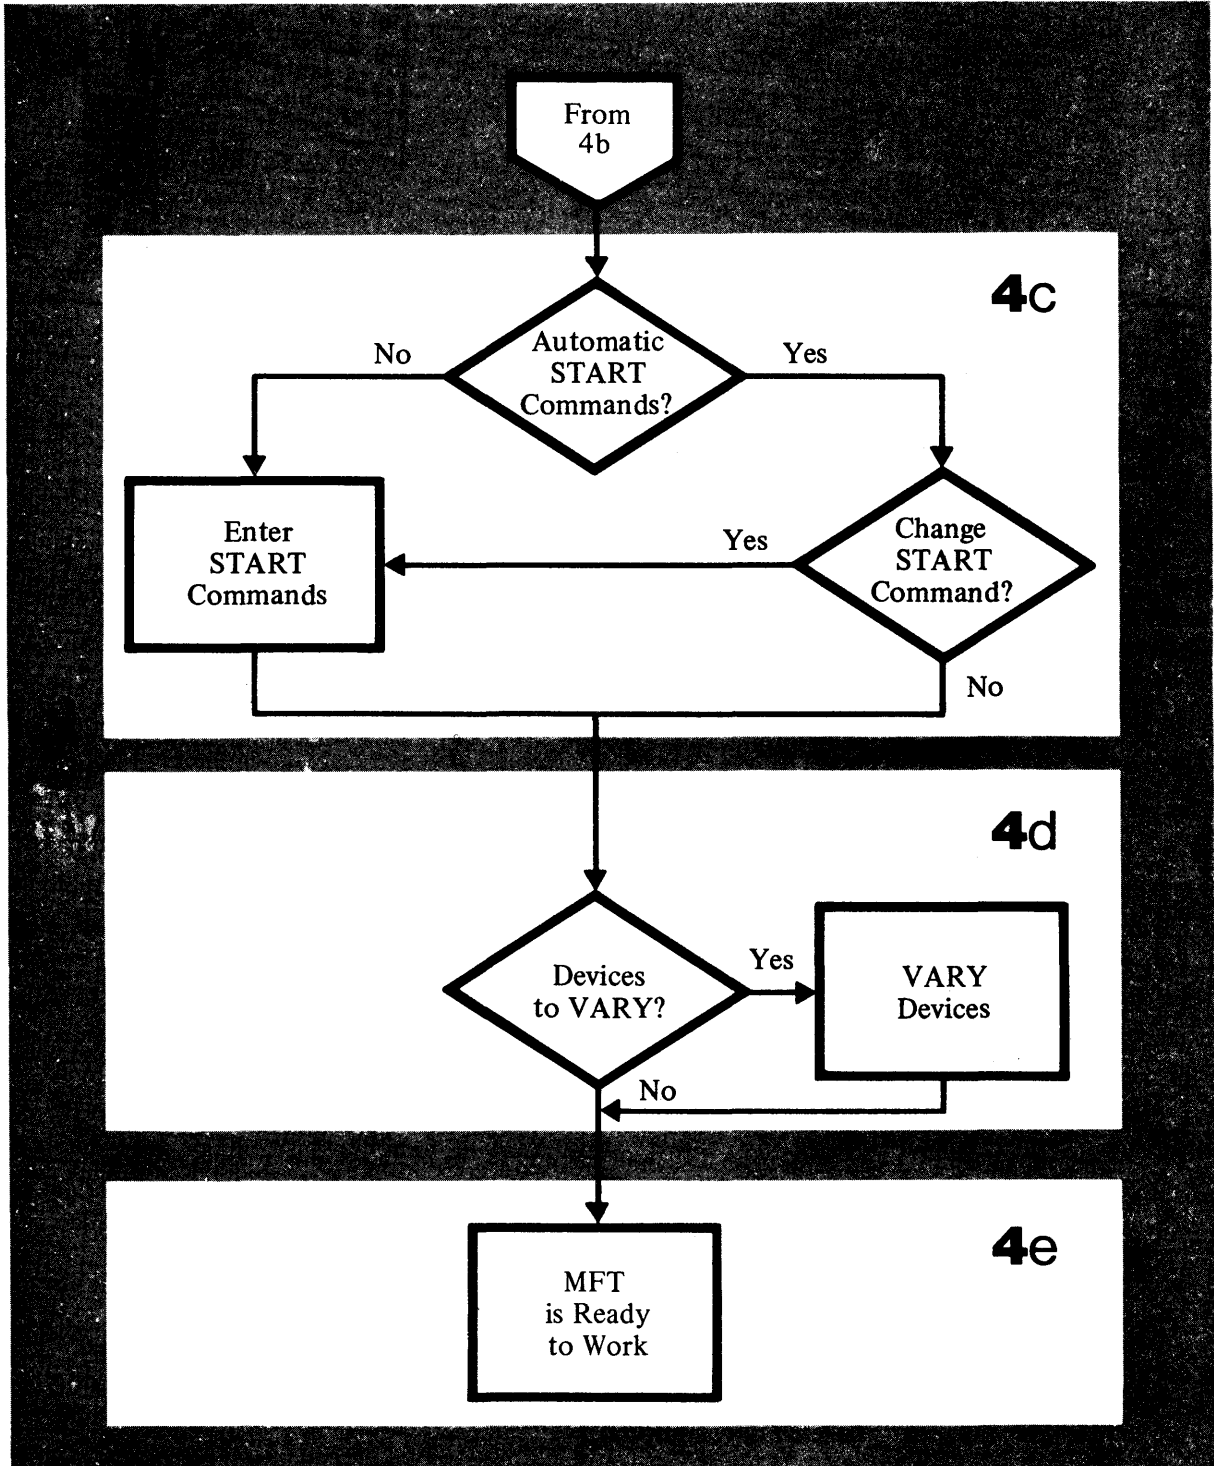 From
4b
4c
No
Automatic
START
Commands?
Yes
Enter
START
Commands
Yes
Change
START
Command?
No
4d
Devices
to VARY?
Yes
VARY
Devices
No
4e
MFT
is Ready
to Work